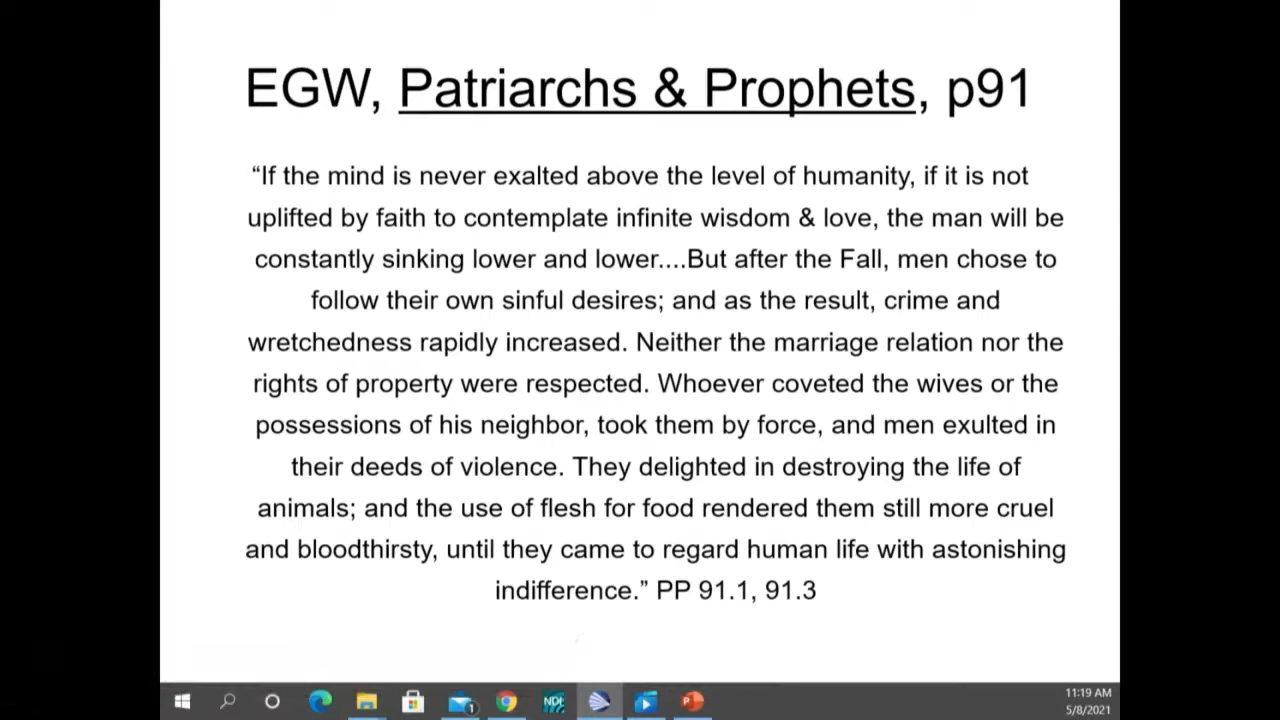 EGW, Patriarchs & Prophets, p91
“If the mind is never exalted above the level of humanity, if it is not
uplifted by faith to contemplate infinite wisdom & love, the man will be
constantly sinking lower and lower....But after the Fall, men chose to
follow their own sinful desires; and as the result, crime and
wretchedness rapidly increased. Neither the marriage relation nor the
rights of property were respected. Whoever coveted the wives or the
possessions of his neighbor, took them by force, and men exulted in
their deeds of violence. They delighted in destroying the life of
animals; and the use of flesh for food rendered them still more cruel
and bloodthirsty, until they came to regard human life with astonishing
indifference.” PP 91.1, 91.3
1
NDI
P
11:19 AM
5/8/2021